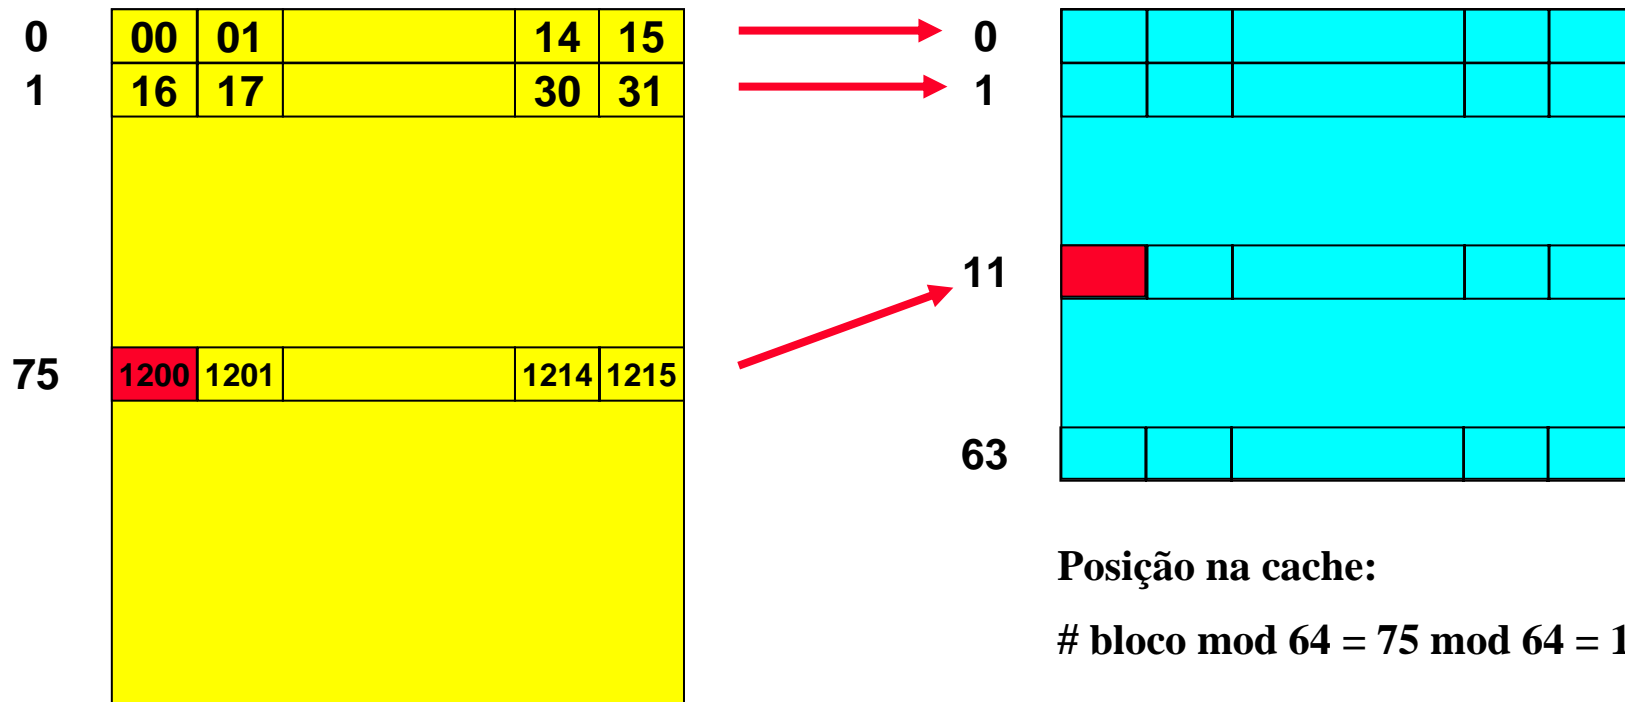 0 00 01 14 15 0
1 16 17 30 31 1
11
75 1200 1201 1214 1215
63
Posição na cache:
# bloco mod 64 = 75 mod 64 = 1